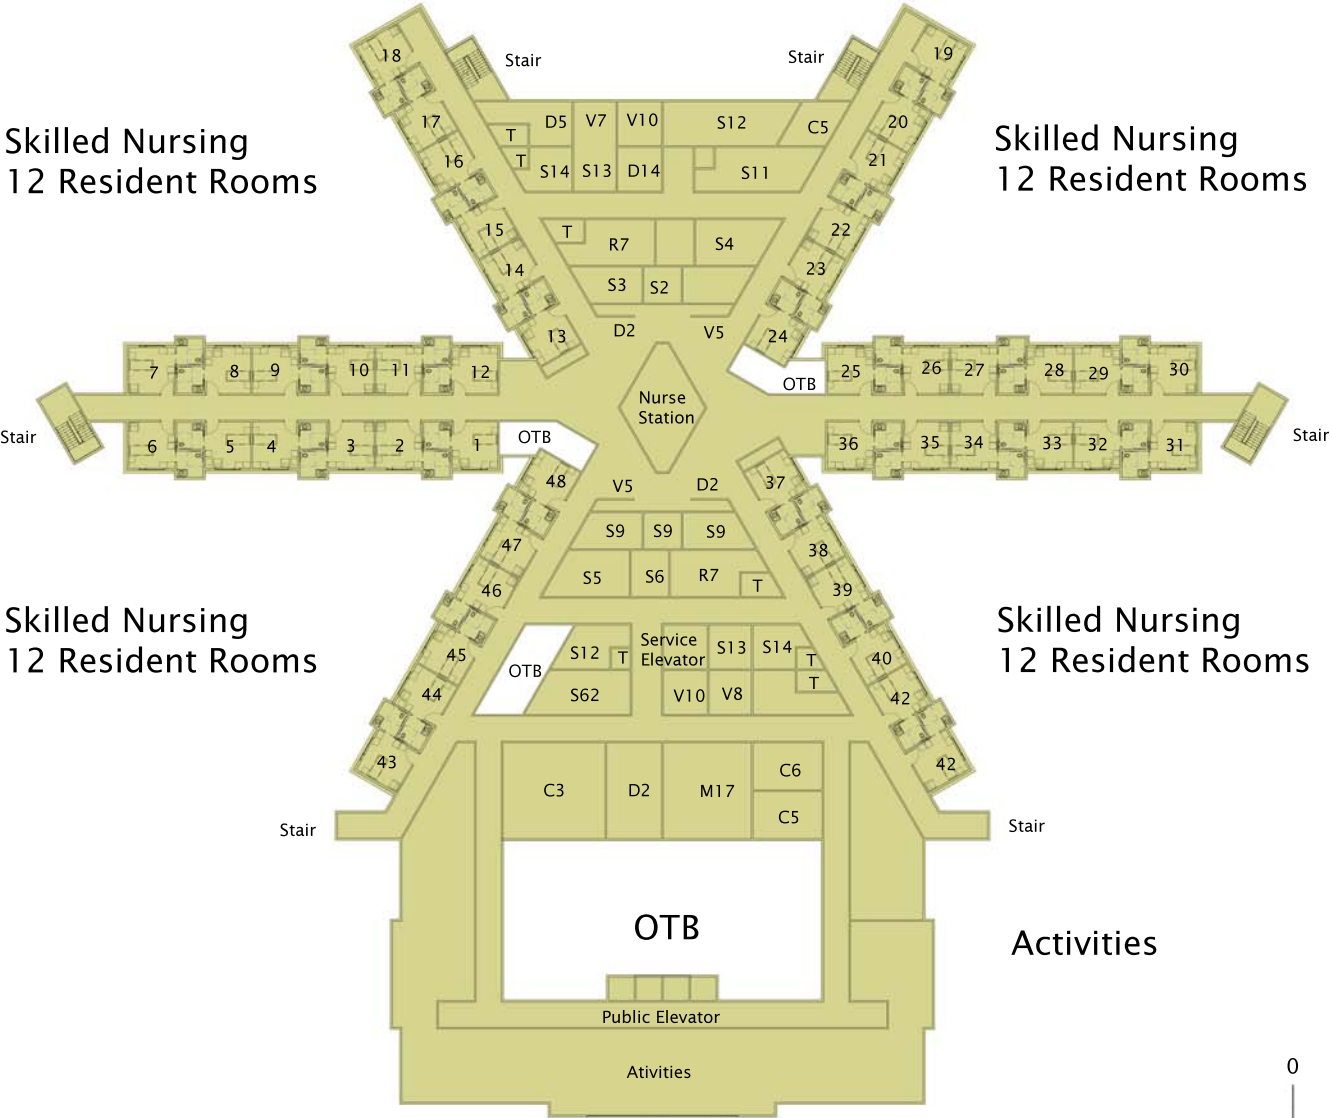 18
19
Stair
Stair
Skilled Nursing
12 Resident Rooms
Skilled Nursing
12 Resident Rooms
17
T
D5
V7
V10
S12
C5
20
16
T
S14
S13
D14
S11
21
15
T
R7
S4
22
14
S3
S2
23
13
D2
V5
24
7
8
9
10
11
12
OTB
25
26
27
28
29
30
Nurse
Station
Stair
6
5
4
3
2
1
OTB
36
35
34
33
32
31
Stair
48
V5
D2
37
47
S9
S9
S9
38
46
S5
S6
R7
T
39
Skilled Nursing
12 Resident Rooms
Skilled Nursing
12 Resident Rooms
45
OTB
S12
T
Service
Elevator
S13
S14
T
T
40
44
S62
V10
V8
42
43
C3
D2
M17
C6
C5
42
Stair
Stair
OTB
Activities
Public Elevator
Ativities
0